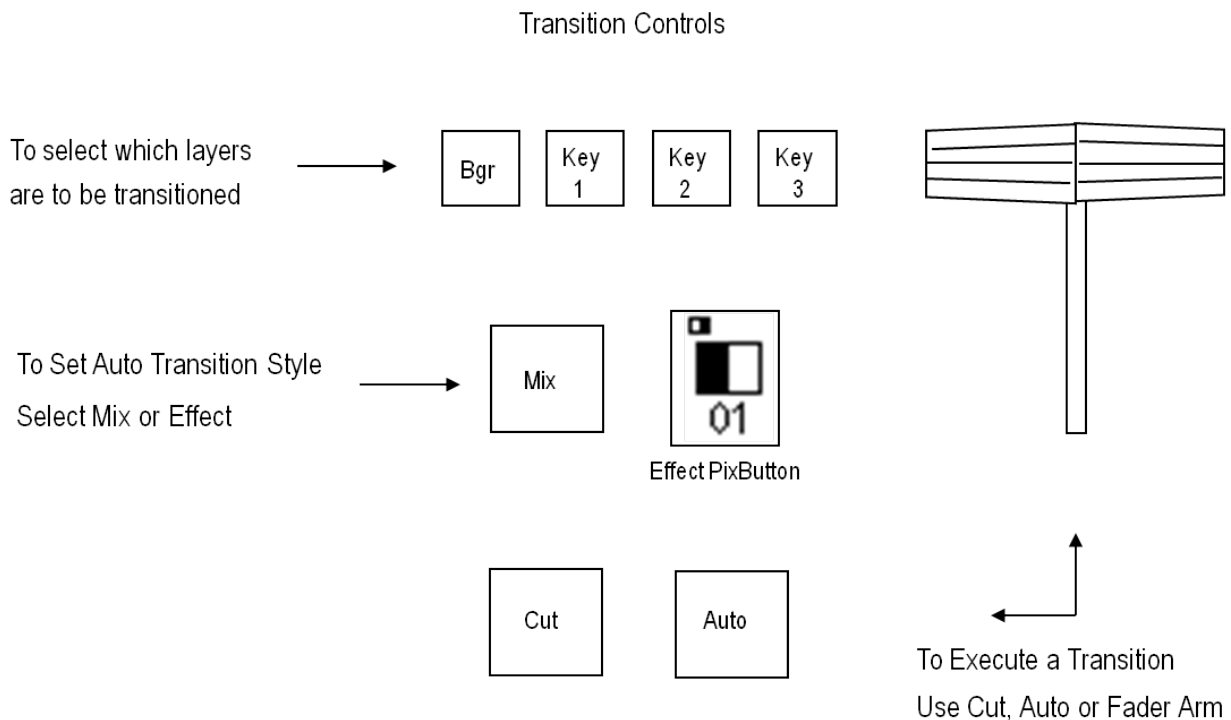 Transition Controls
To select which layers
are to be transitioned
Bgr
Key
1
Key
2
Key
3
To Set Auto Transition Style
Select Mix or Effect
Mix
01
Effect PixButton
Cut
Auto
To Execute a Transition
Use Cut, Auto or Fader Arm